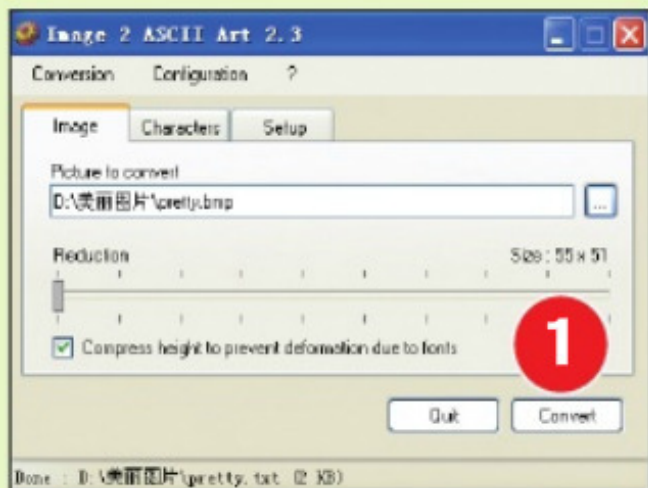 Image 2 ASCII Art 2.3
Conversion Configuration ?
Image Characters Setup
Picture to convert
D:\美丽图片\pretty.bmp ...
Reduction Size : 55 x 51
Compress height to prevent deformation due to fonts
1
Quit Convert
Done : D:\美丽图片\pretty.txt (2 KB)